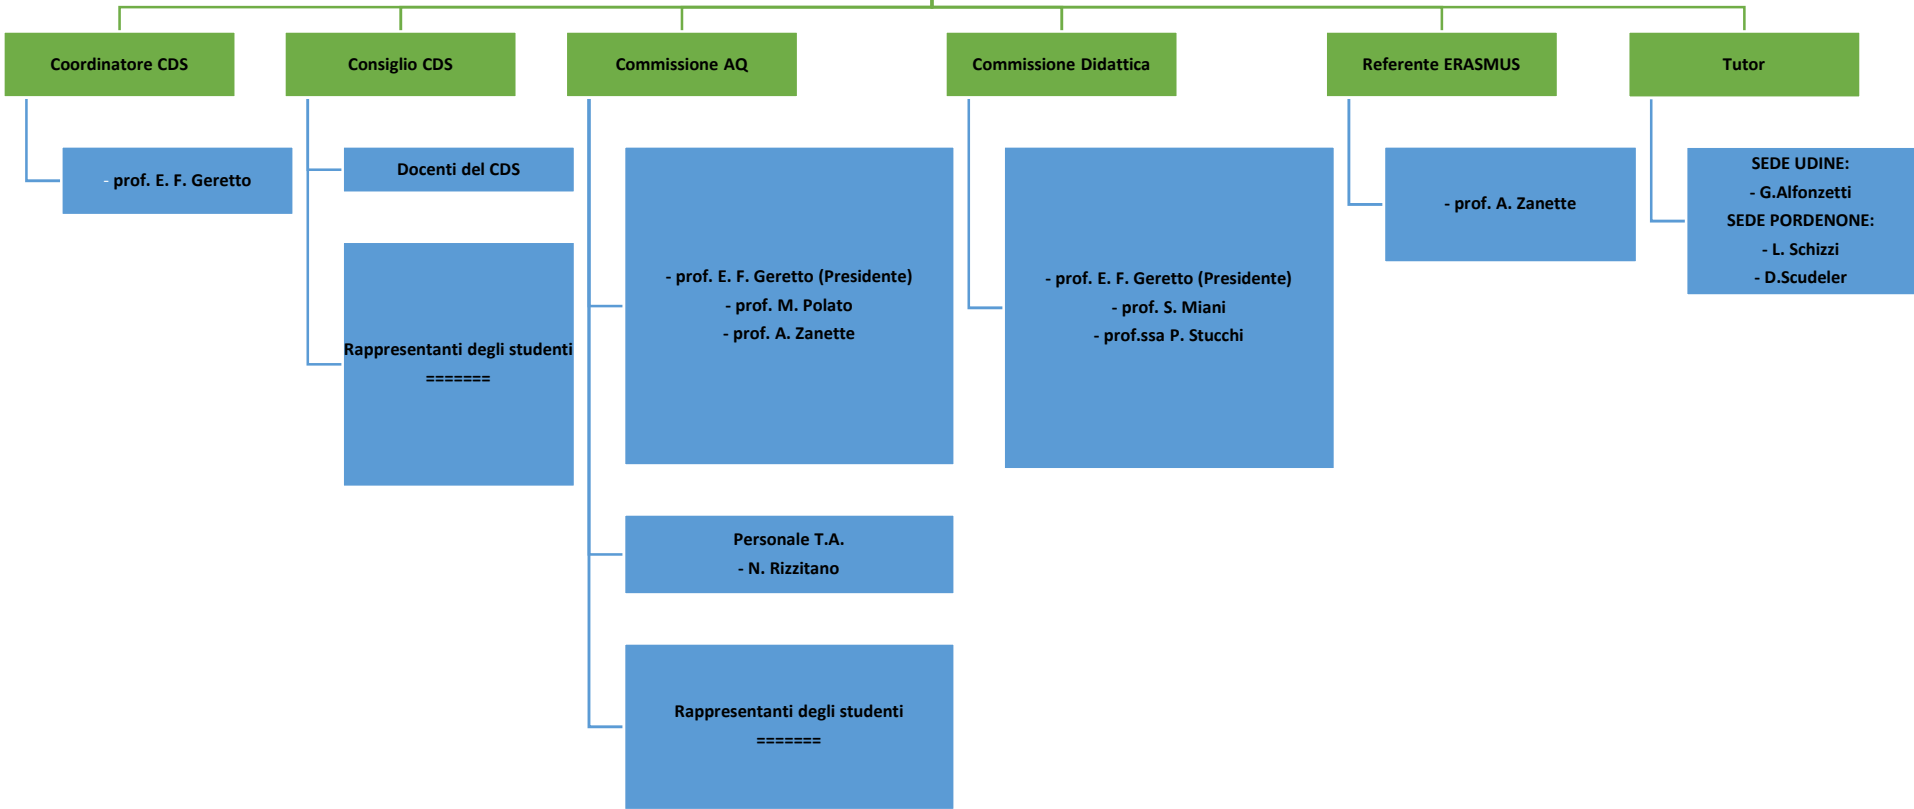 Coordinatore CDS
- prof. E. F. Geretto
Consiglio CDS
Docenti del CDS
Rappresentanti degli studenti
=======
Commissione AQ
- prof. E. F. Geretto (Presidente)
- prof. M. Polato
- prof. A. Zanette
Personale T.A.
- N. Rizzitano
Rappresentanti degli studenti
=======
Commissione Didattica
- prof. E. F. Geretto (Presidente)
- prof. S. Miani
- prof.ssa P. Stucchi
Referente ERASMUS
- prof. A. Zanette
Tutor
SEDE UDINE:
- G.Alfonzetti
SEDE PORDENONE:
- L. Schizzi
- D.Scudeler